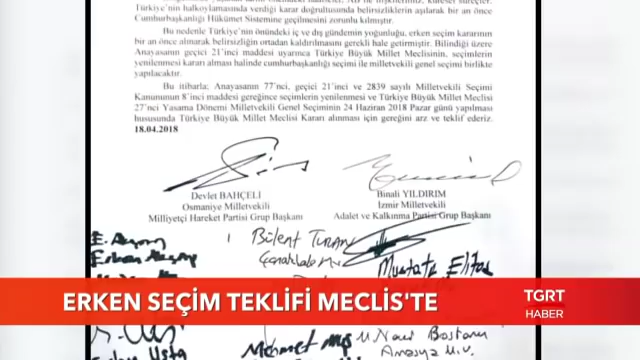 Türkiye'nin halkoylamasında verdiği karar doğrultusunda belirsizliklerin aşılarak bir an önce
Cumhurbaşkanlığı Hükümet Sistemine geçilmesini zorunlu kılmıştır.
Bu nedenle Türkiye'nin önündeki iç ve dış gündemin yoğunluğu, erken seçim kararının
bir an önce alınarak belirsizliğin ortadan kaldırılmasını gerekli hale getirmiştir. Bilindiği üzere
Anayasanın geçici 21'inci maddesi uyarınca Türkiye Büyük Millet Meclisinin, seçimlerin
yenilenmesi kararı alması halinde cumhurbaşkanlığı seçimi ile milletvekili genel seçimi birlikte
yapılacaktır.
Bu itibarla; Anayasanın 77'nci, geçici 21'inci ve 2839 sayılı Milletvekili Seçimi
Kanununun 8'inci maddesi gereğince seçimlerin yenilenmesi ve Türkiye Büyük Millet Meclisi
27'nci Yasama Dönemi Milletvekili Genel Seçiminin 24 Haziran 2018 Pazar günü yapılması
hususunda Türkiye Büyük Millet Meclisi Kararı alınması için gereğini arz ve teklif ederiz.
18.04.2018
Devlet BAHÇELİ
Osmaniye Milletvekili
Milliyetçi Hareket Partisi Grup Başkanı
Binali YILDIRIM
İzmir Milletvekili
Adalet ve Kalkınma Partisi Grup Başkanı
Bülent TURAN
Mustafa Elitaş
ERKEN SEÇİM TEKLİFİ MECLİS'TE
TGRT
HABER
Mehmet
Amasya
Usta